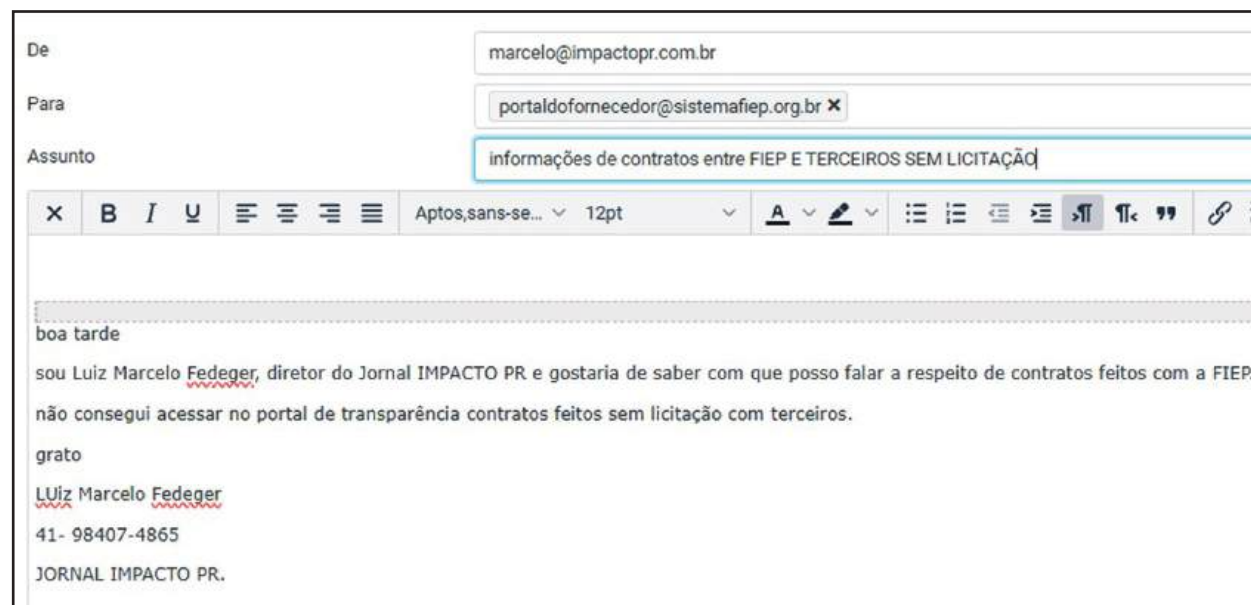 De
marcelo@impactopr.com.br
Para
portaldofornecedor@sistemafiep.org.br ×
Assunto
informações de contratos entre FIEP E TERCEIROS SEM LICITAÇÃO
Aptos,sans-se... 12pt
boa tarde
sou Luiz Marcelo Fedeger, diretor do Jornal IMPACTO PR e gostaria de saber com que posso falar a respeito de contratos feitos com a FIEP.
não consegui acessar no portal de transparência contratos feitos sem licitação com terceiros.
grato
LUiz Marcelo Fedeger
41- 98407-4865
JORNAL IMPACTO PR.